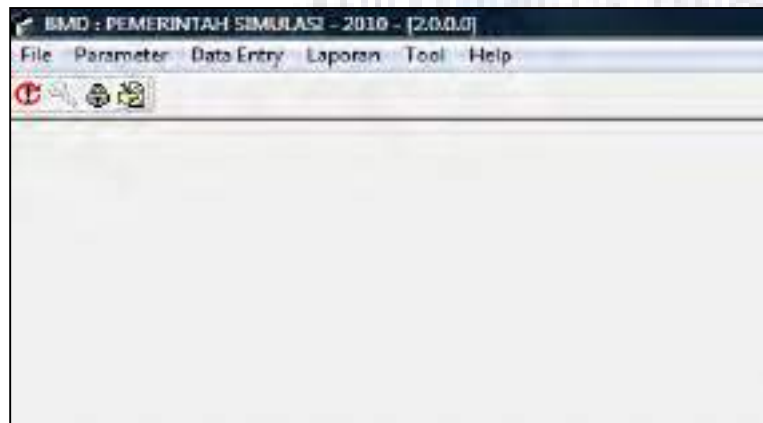 BMD : PEMERINTAH SIMULASI - 2010 - [2.0.0.0]
File Parameter Data Entry Laporan Tool Help